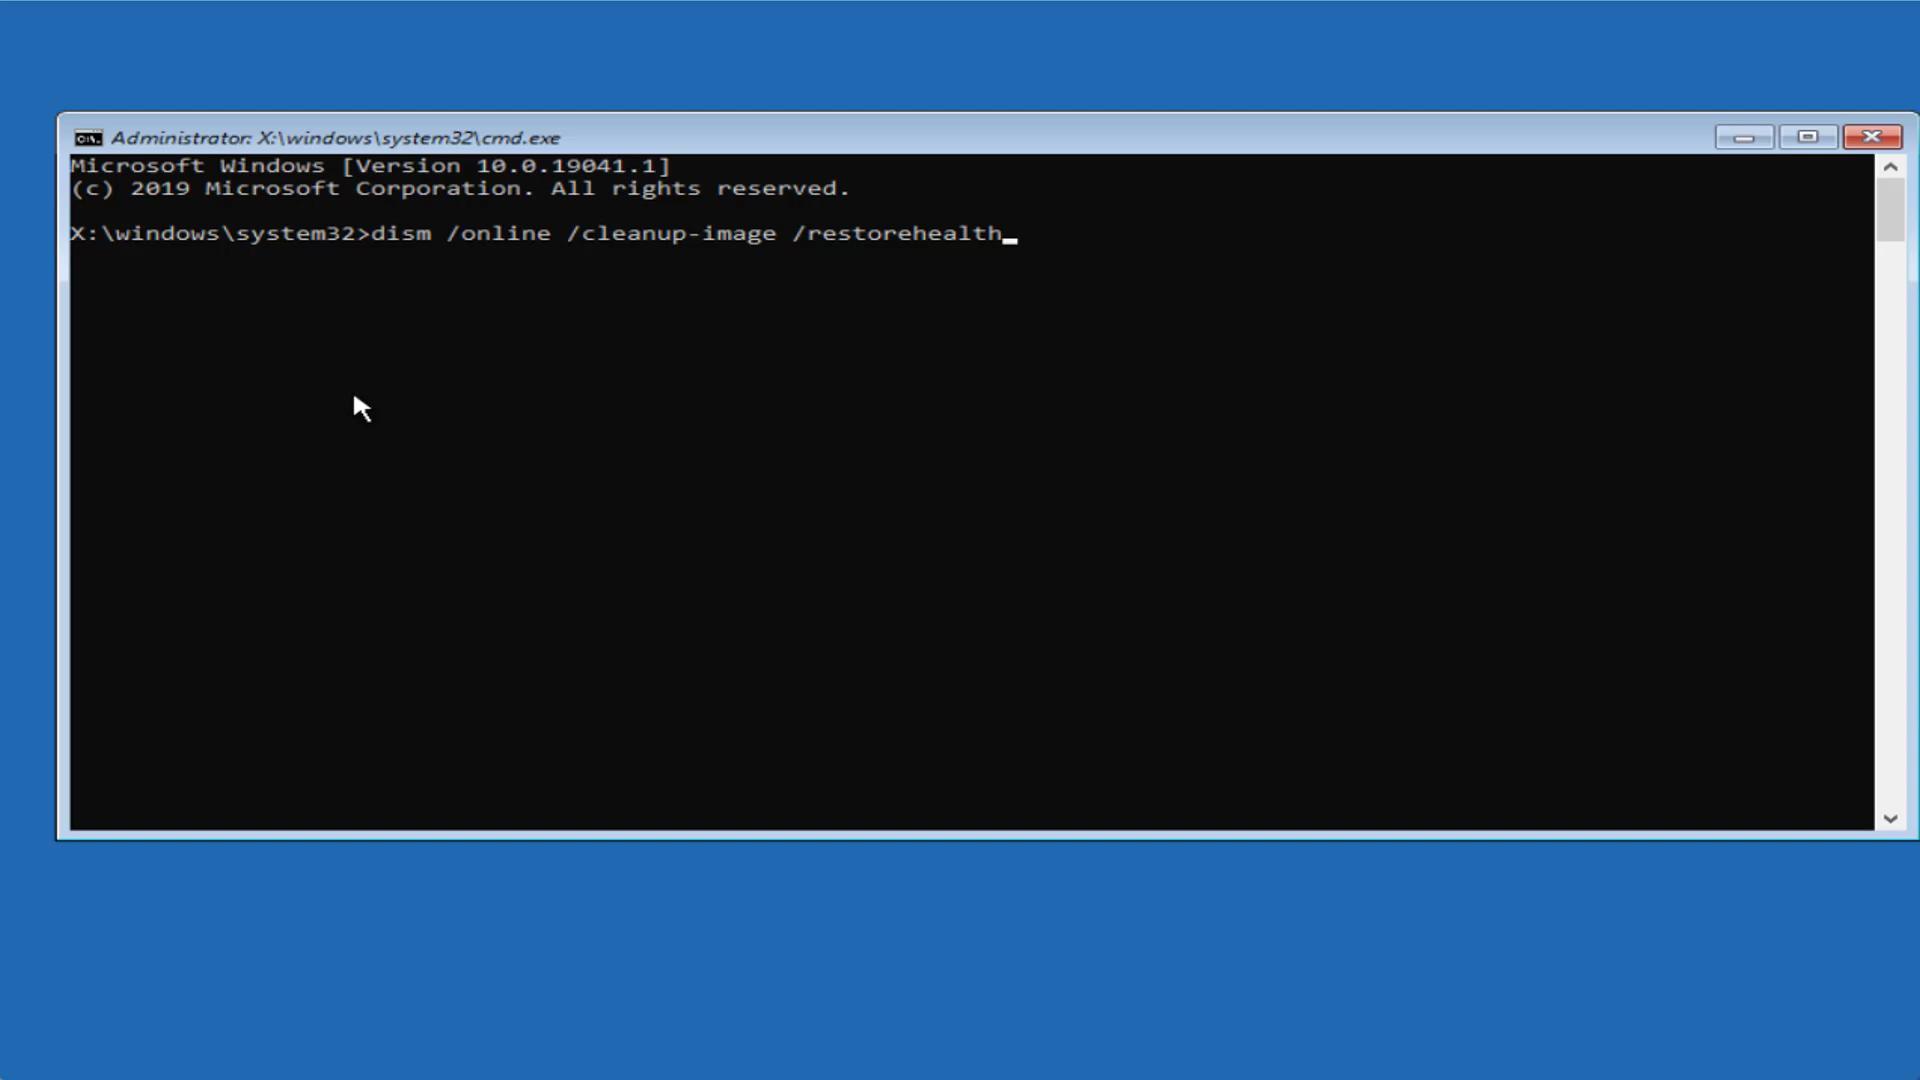 Administrator: X:\windows\system32\cmd.exe
Microsoft Windows [Version 10.0.19041.1]
(c) 2019 Microsoft Corporation. All rights reserved.
X:\windows\system32>dism /online /cleanup-image /restorehealth